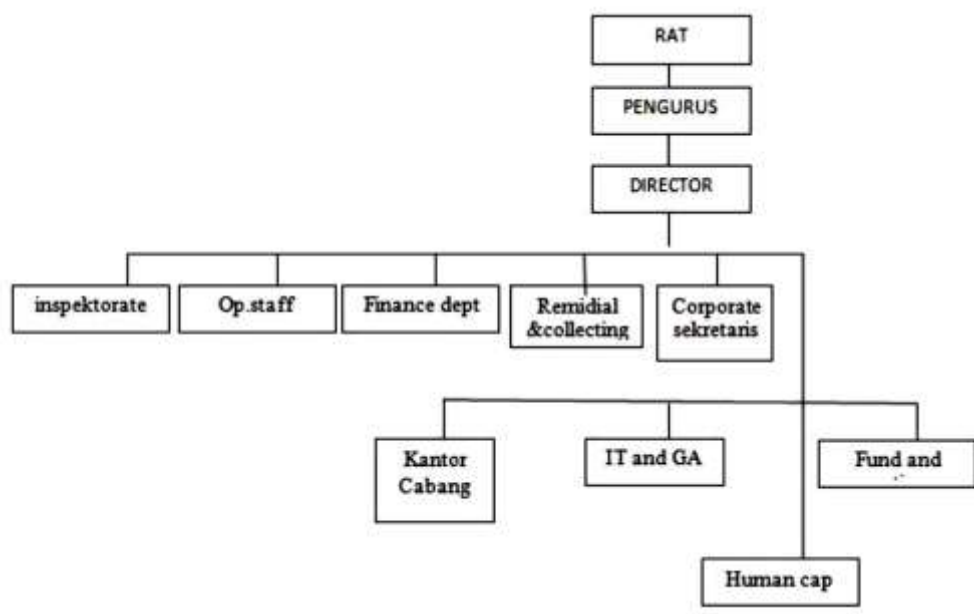 RAT
PENGURUS
DIRECTOR
inspektorate
Op.staff
Finance dept
Remidial
&collecting
Corporate
sekretaris
Kantor
Cabang
IT and GA
Fund and
Human cap